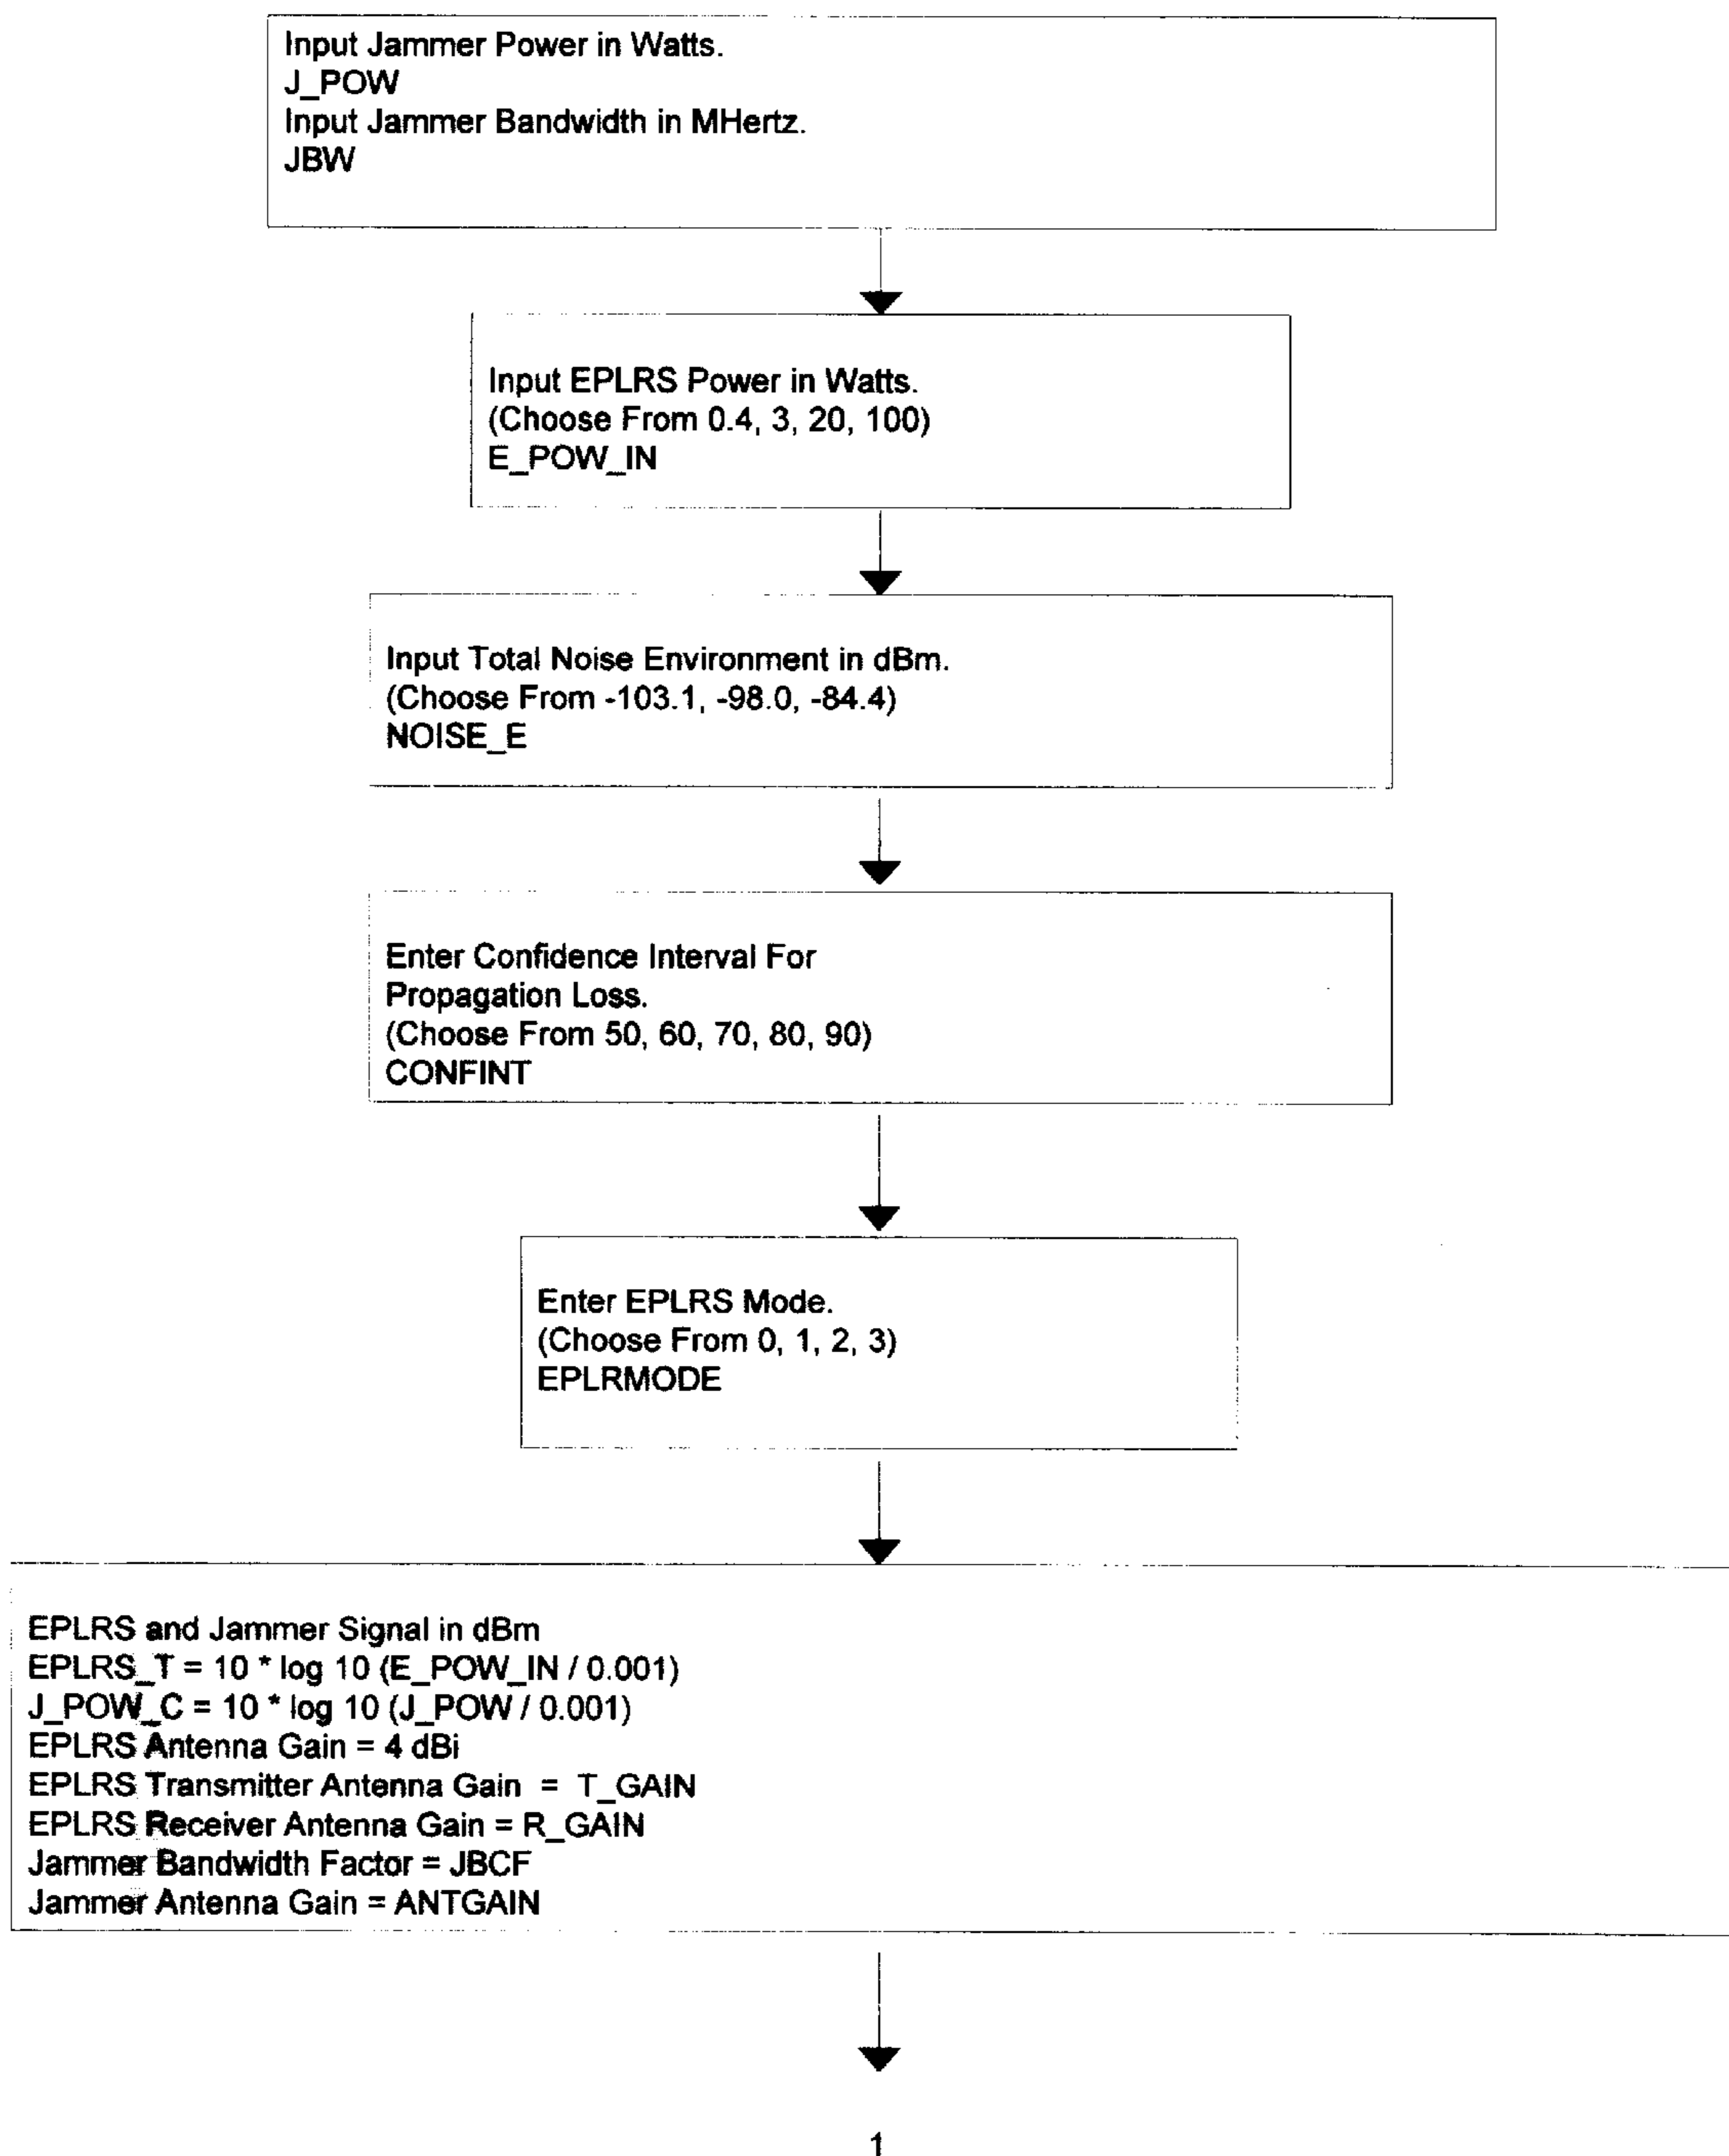 Input Jammer Power in Watts.
J_POW
Input Jammer Bandwidth in MHertz.
JBW
Input EPLRS Power in Watts.
(Choose From 0.4, 3, 20, 100)
E_POW_IN
Input Total Noise Environment in dBm.
(Choose From -103.1, -98.0, -84.4)
NOISE_E
Enter Confidence Interval For
Propagation Loss.
(Choose From 50, 60, 70, 80, 90)
CONFINT
Enter EPLRS Mode.
(Choose From 0, 1, 2, 3)
EPLRMODE
EPLRS and Jammer Signal in dBm
EPLRS_T = 10 * log 10 (E_POW_IN / 0.001)
J_POW_C = 10 * log 10 (J_POW / 0.001)
EPLRS Antenna Gain = 4 dBi
EPLRS Transmitter Antenna Gain = T_GAIN
EPLRS Receiver Antenna Gain = R_GAIN
Jammer Bandwidth Factor = JBCF
Jammer Antenna Gain = ANTGAIN
1